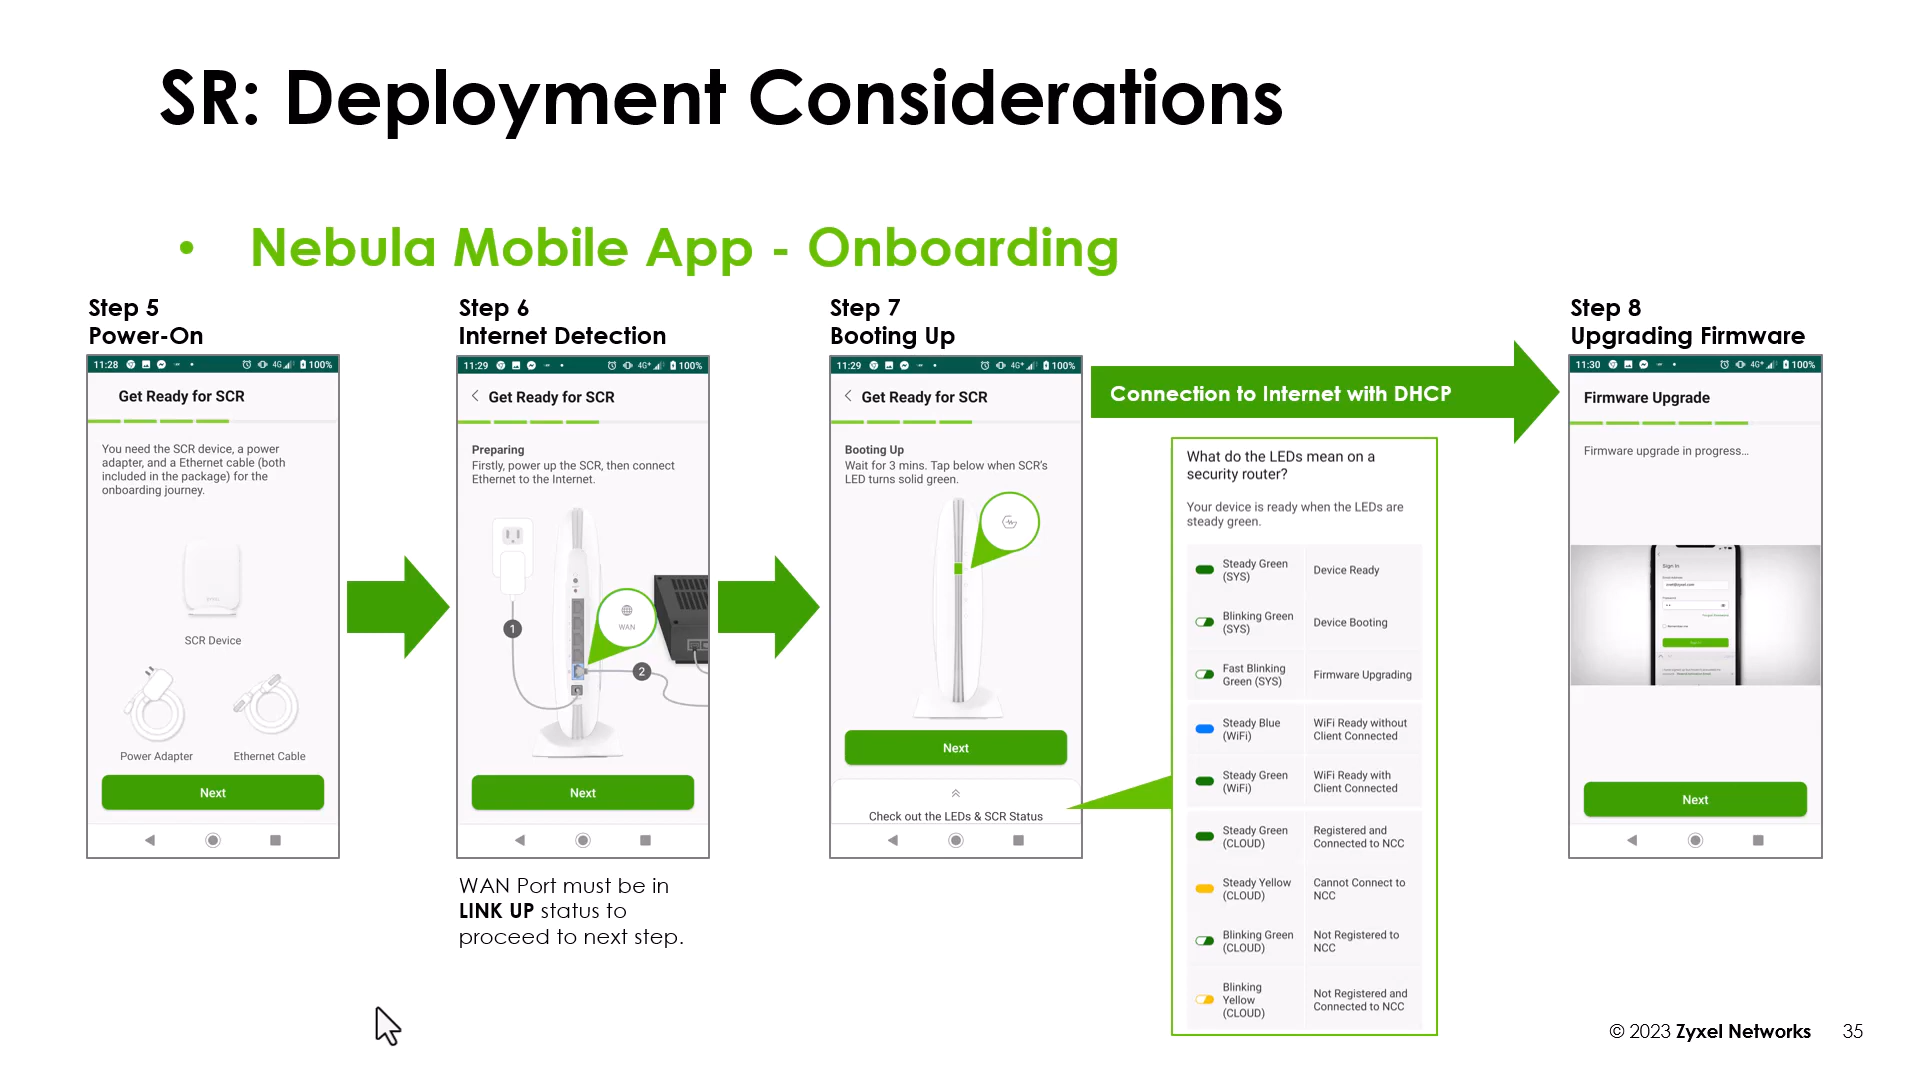 SR: Deployment Considerations
• Nebula Mobile App - Onboarding
Step 5
Power-On
11:28
4G
100%
Get Ready for SCR
You need the SCR device, a power
adapter, and a Ethernet cable (both
included in the package) for the
onboarding journey.
SCR Device
Power Adapter
Ethernet Cable
Next
Step 6
Internet Detection
11:29
4G+
100%
Get Ready for SCR
Preparing
Firstly, power up the SCR, then connect
Ethernet to the Internet.
WAN
1
2
Next
WAN Port must be in
LINK UP status to
proceed to next step.
Step 7
Booting Up
11:29
4G+
100%
Get Ready for SCR
Booting Up
Wait for 3 mins. Tap below when SCR's
LED turns solid green.
Next
Check out the LEDs & SCR Status
Connection to Internet with DHCP
What do the LEDs mean on a
security router?
Your device is ready when the LEDs are
steady green.
Steady Green
(SYS)
Device Ready
Blinking Green
(SYS)
Device Booting
Fast Blinking
Green (SYS)
Firmware Upgrading
Steady Blue
(WiFi)
WiFi Ready without
Client Connected
Steady Green
(WiFi)
WiFi Ready with
Client Connected
Steady Green
(CLOUD)
Registered and
Connected to NCC
Steady Yellow
(CLOUD)
Cannot Connect to
NCC
Blinking Green
(CLOUD)
Not Registered to
NCC
Blinking
Yellow
(CLOUD)
Not Registered and
Connected to NCC
Step 8
Upgrading Firmware
11:30
4G+
100%
Firmware Upgrade
Firmware upgrade in progress...
Sign In
Next
© 2023 Zyxel Networks 35